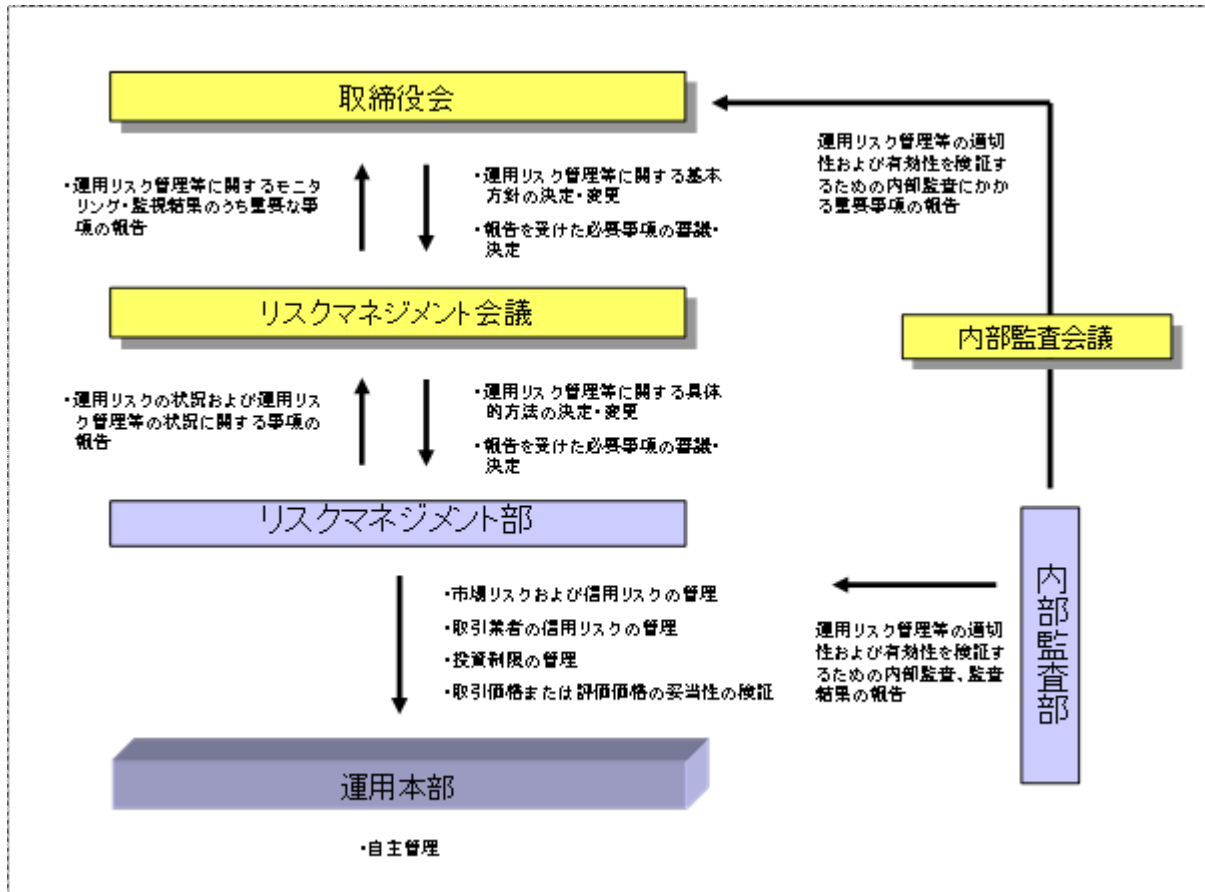 取締役会
・運用リスク管理等に関するモニタ
リング・監視結果のうち重要な事
項の報告
・運用リスク管理等に関する基本
方針の決定・変更
・報告を受けた必要事項の審議・
決定
運用リスク管理等の適切
性および有効性を検証す
るための内部監査にかか
る重要事項の報告
リスクマネジメント会議
内部監査会議
・運用リスクの状況および運用リス
ク管理等の状況に関する事項の
報告
・運用リスク管理等に関する具体
的方法の決定・変更
・報告を受けた必要事項の審議・
決定
リスクマネジメント部
・市場リスクおよび信用リスクの管理
・取引業者の信用リスクの管理
・投資制限の管理
・取引価格または評価価格の妥当性の検証
運用リスク管理等の適切
性および有効性を検証す
るための内部監査、監査
結果の報告
内部監査部
運用本部
・自主管理